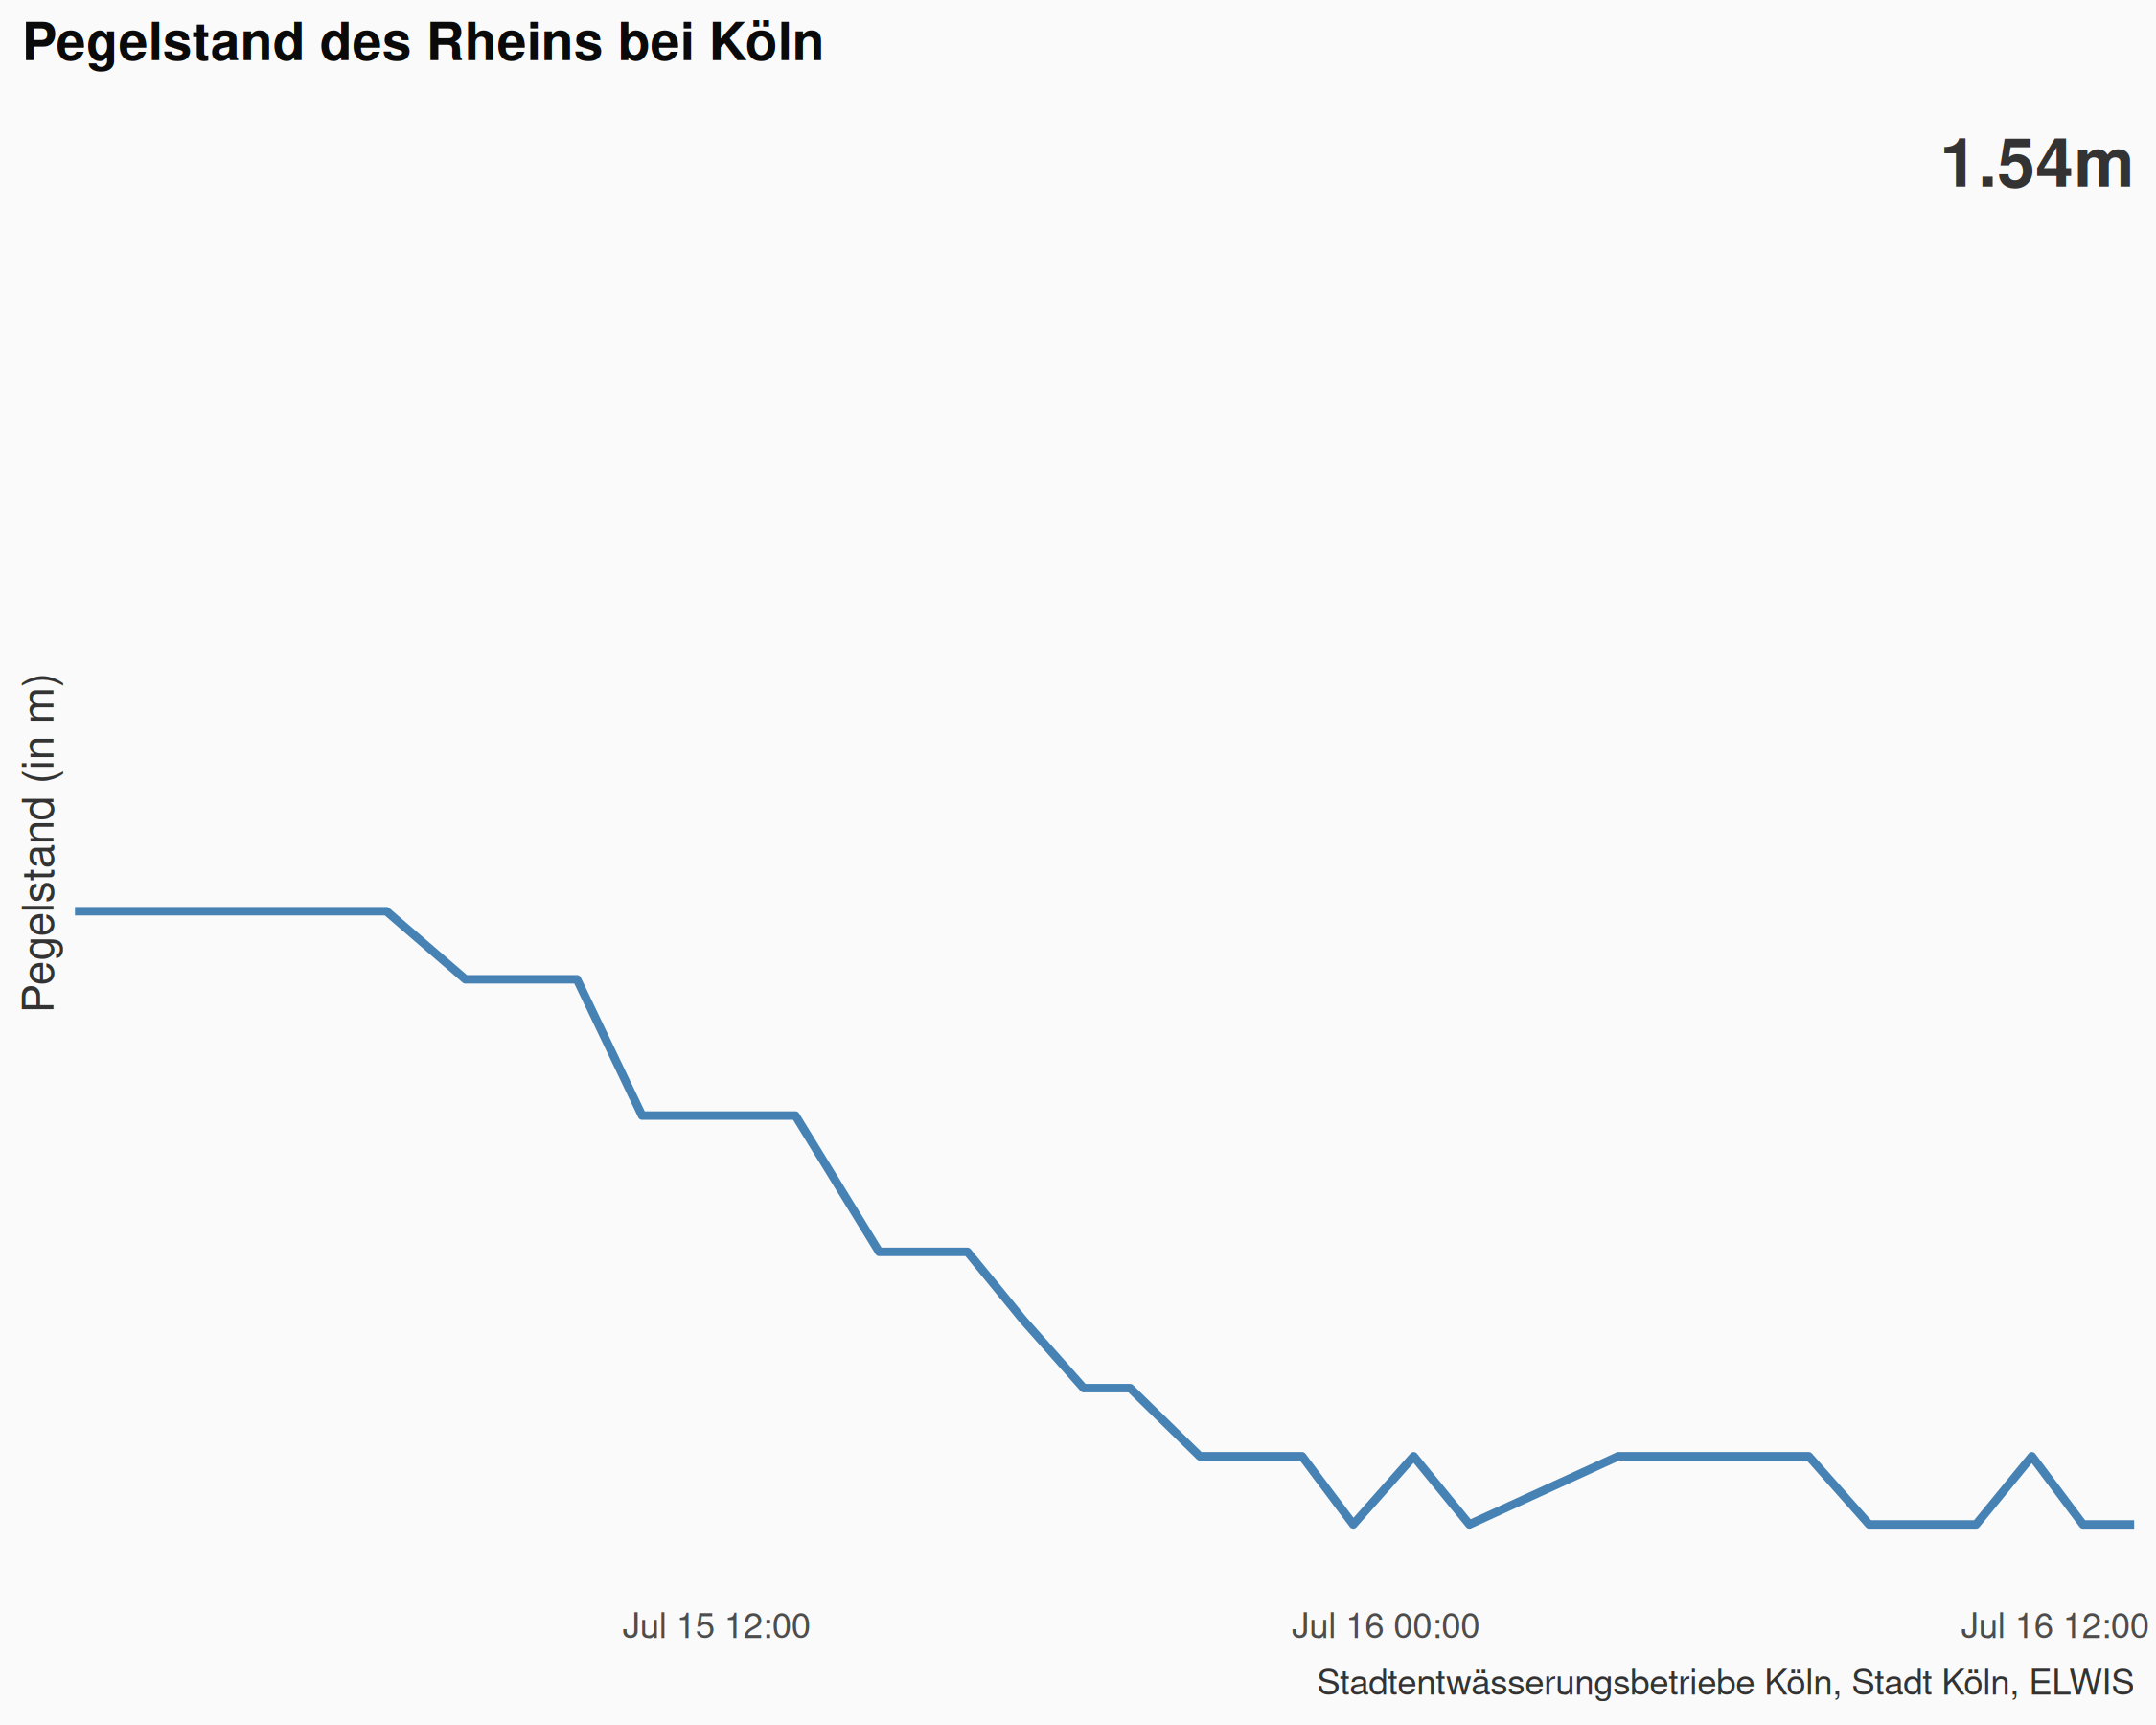 Pegelstand des Rheins bei Köln
1.54m
Pegelstand (in m)
Jul 15 12:00
Jul 16 00:00
Jul 16 12:00
Stadtentwässerungsbetriebe Köln, Stadt Köln, ELWIS